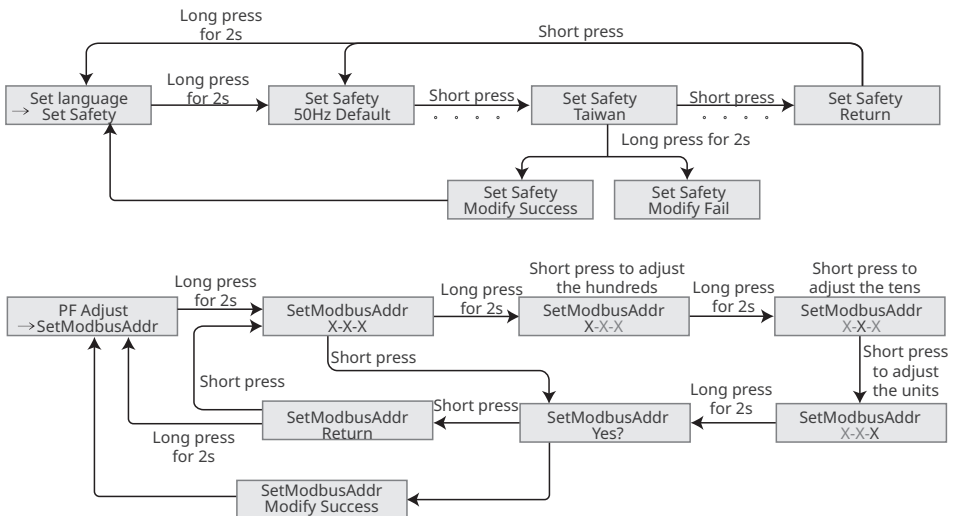 Long press
for 2s
Short press
Set language
→ Set Safety
Long press
for 2s
Set Safety
50Hz Default
Short press
Set Safety
Taiwan
Short press
Set Safety
Return
Long press for 2s
Set Safety
Modify Success
Set Safety
Modify Fail
PF Adjust
→SetModbusAddr
Long press
for 2s
SetModbusAddr
X-X-X
Long press
for 2s
Short press to adjust
the hundreds
SetModbusAddr
X-X-X
Long press
for 2s
Short press to
adjust the tens
SetModbusAddr
X-X-X
Short press
to adjust
the units
Short press
Short press
SetModbusAddr
Return
Short press
SetModbusAddr
Yes?
Long press
for 2s
SetModbusAddr
X-X-X
Long press
for 2s
SetModbusAddr
Modify Success